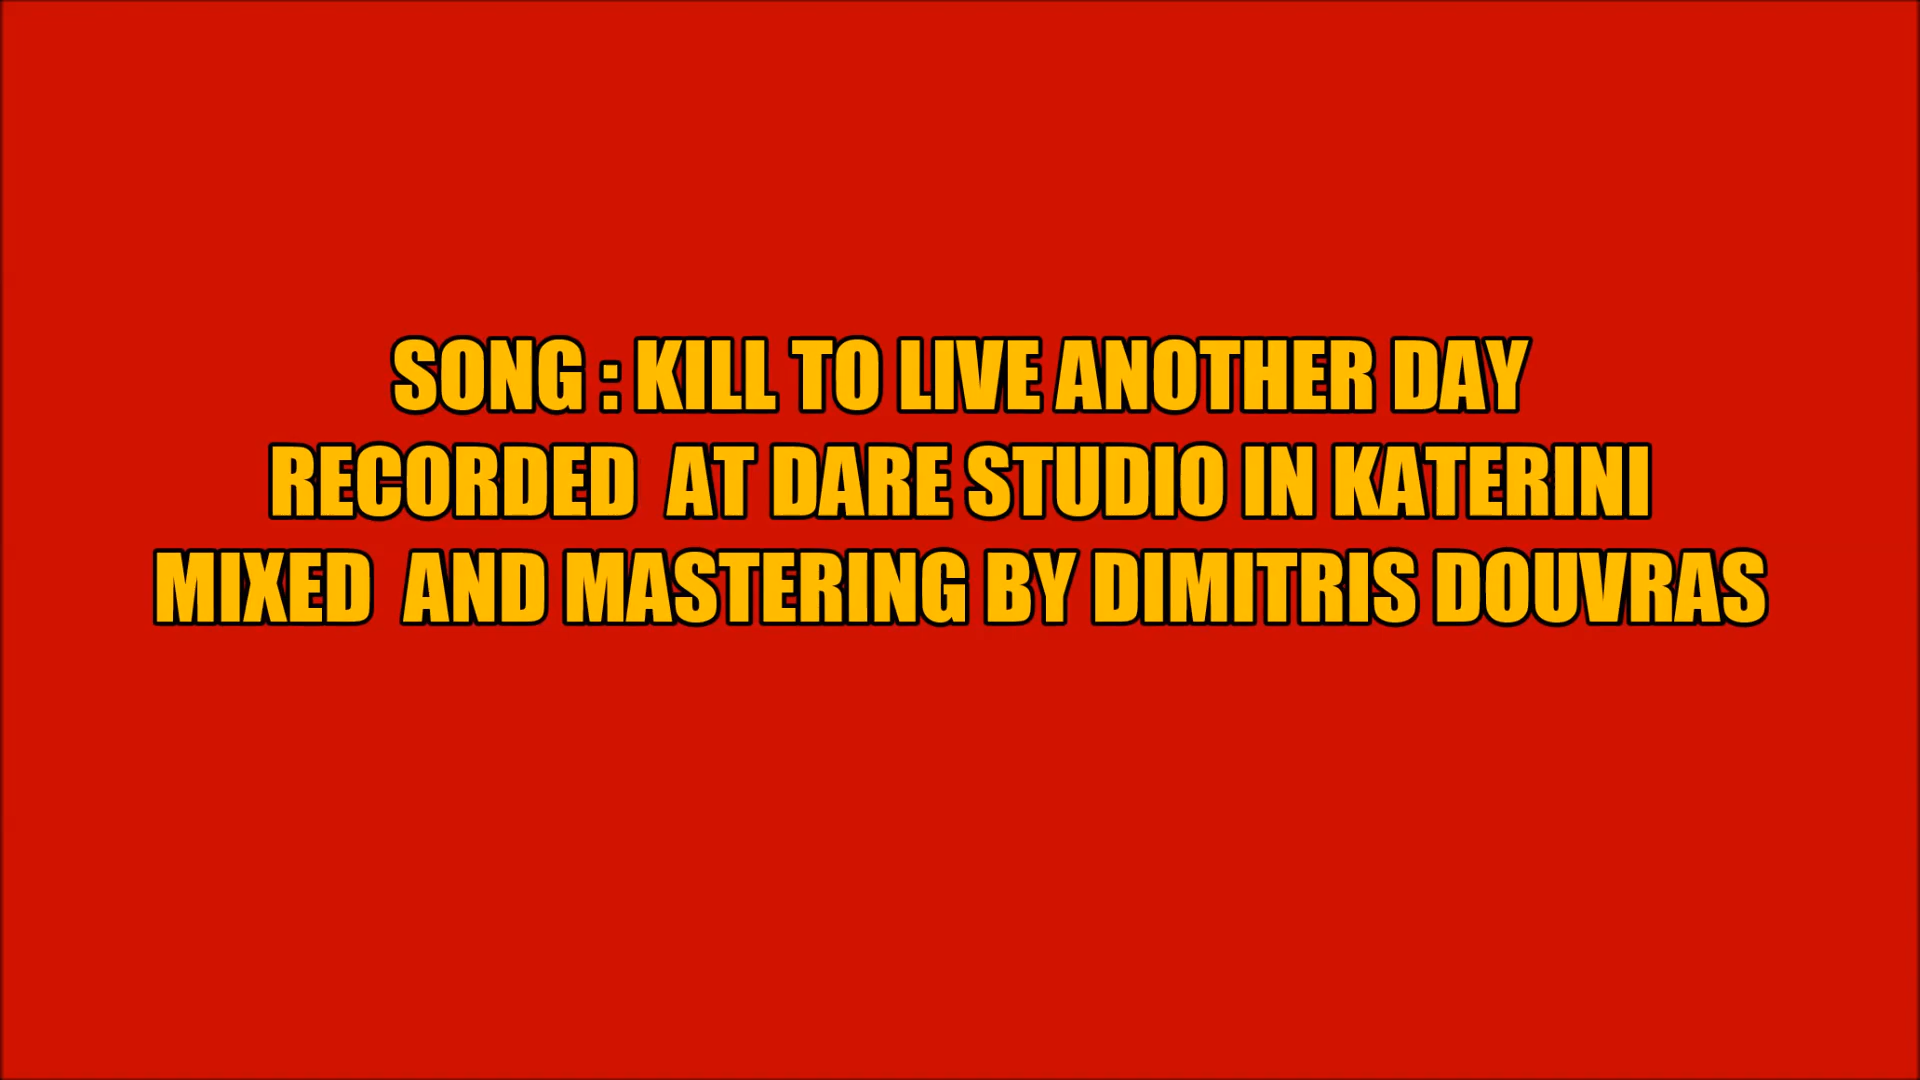 SONG : KILL TO LIVE ANOTHER DAY
RECORDED  AT DARE STUDIO IN KATERINI
MIXED  AND MASTERING BY DIMITRIS DOUVRAS